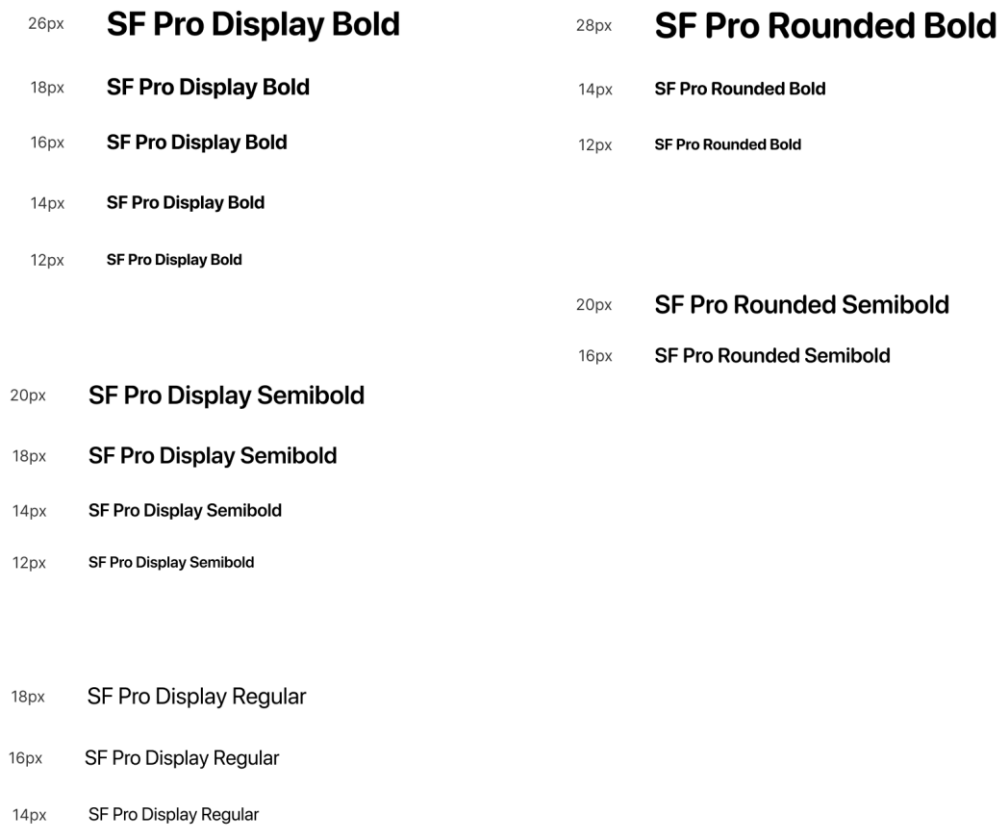 26px SF Pro Display Bold
18px SF Pro Display Bold
16px SF Pro Display Bold
14px SF Pro Display Bold
12px SF Pro Display Bold
20px SF Pro Display Semibold
18px SF Pro Display Semibold
14px SF Pro Display Semibold
12px SF Pro Display Semibold
18px SF Pro Display Regular
16px SF Pro Display Regular
14px SF Pro Display Regular
28px SF Pro Rounded Bold
14px SF Pro Rounded Bold
12px SF Pro Rounded Bold
20px SF Pro Rounded Semibold
16px SF Pro Rounded Semibold